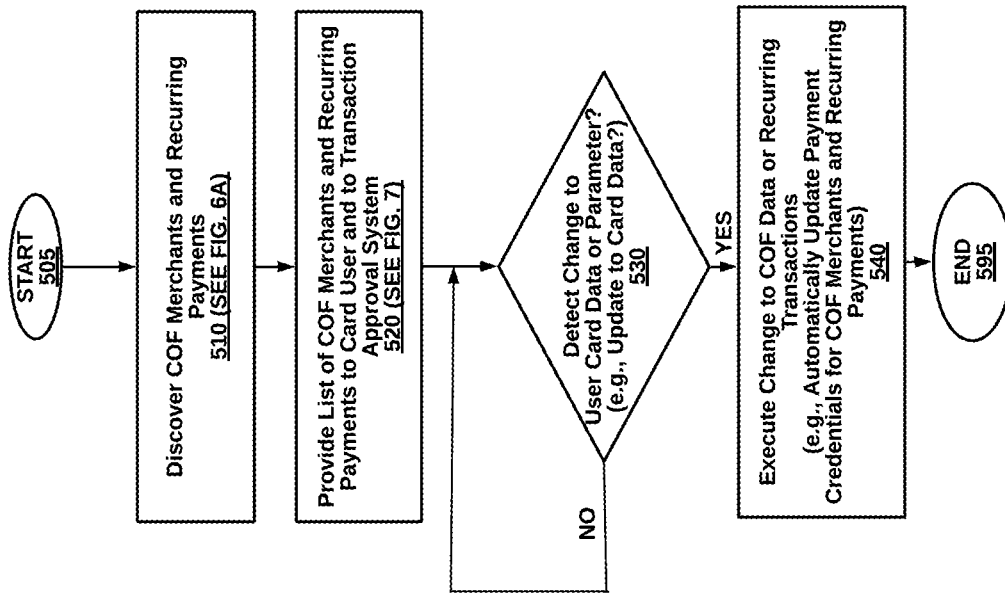 START
505
Discover COF Merchants and Recurring
Payments
510 (SEE FIG. 6A)
Provide List of COF Merchants and Recurring
Payments to Card User and to Transaction
Approval System
520 (SEE FIG. 7)
Detect Change to
User Card Data or Parameter?
(e.g., Update to Card Data?)
530
NO
YES
Execute Change to COF Data or Recurring
Transactions
(e.g., Automatically Update Payment
Credentials for COF Merchants and Recurring
Payments)
540
END
595